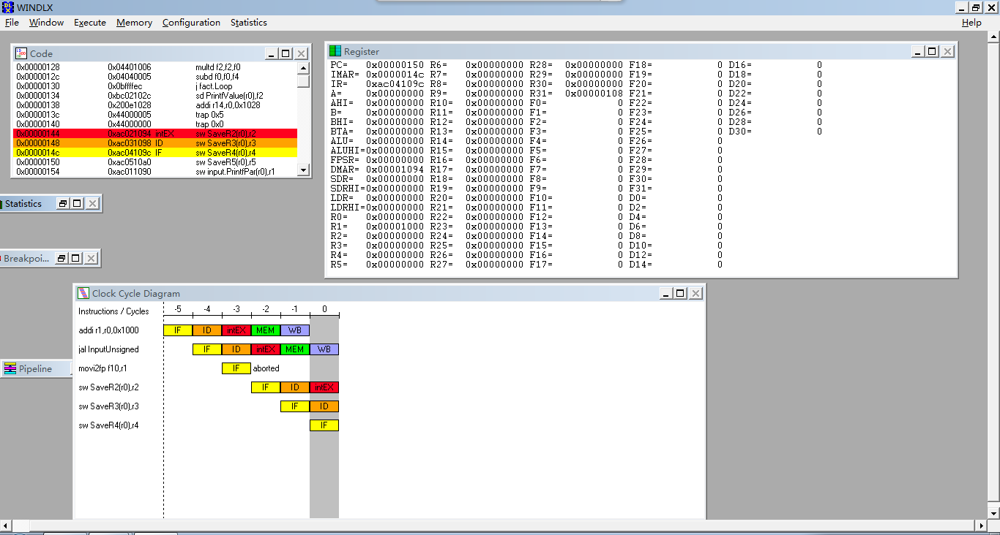 WINDLX
File Window Execute Memory Configuration Statistics Help
Code
0x00000128 0x04401006 multd f2,f2,f0
0x0000012c 0x04040005 subd f0,f0,f4
0x00000130 0x0bffffec j fact.Loop
0x00000134 0xbc02102c sd PrintfValue(r0),f2
0x00000138 0x200e1028 addi r14,r0,0x1028
0x0000013c 0x44000005 trap 0x5
0x00000140 0x44000000 trap 0x0
0x00000144 0xac021094 intEX sw SaveR2(r0),r2
0x00000148 0xac031098 ID sw SaveR3(r0),r3
0x0000014c 0xac04109c IF sw SaveR4(r0),r4
0x00000150 0xac0510a0 sw SaveR5(r0),r5
0x00000154 0xac011090 sw input.PrintfPar(r0),r1
Register
PC= 0x00000150 R6= 0x00000000 R28= 0x00000000 F18= 0 D16= 0
IMAR= 0x0000014c R7= 0x00000000 R29= 0x00000000 F19= 0 D18= 0
IR= 0xac04109c R8= 0x00000000 R30= 0x00000000 F20= 0 D20= 0
A= 0x00000000 R9= 0x00000000 R31= 0x00000108 F21= 0 D22= 0
AHI= 0x00000000 R10= 0x00000000 F0= 0 F22= 0 D24= 0
B= 0x00000000 R11= 0x00000000 F1= 0 F23= 0 D26= 0
BHI= 0x00000000 R12= 0x00000000 F2= 0 F24= 0 D28= 0
BTA= 0x00000000 R13= 0x00000000 F3= 0 F25= 0 D30= 0
ALU= 0x00000000 R14= 0x00000000 F4= 0 F26= 0
ALUHI= 0x00000000 R15= 0x00000000 F5= 0 F27= 0
FPSR= 0x00000000 R16= 0x00000000 F6= 0 F28= 0
DMAR= 0x00001094 R17= 0x00000000 F7= 0 F29= 0
SDR= 0x00000000 R18= 0x00000000 F8= 0 F30= 0
SDRHI= 0x00000000 R19= 0x00000000 F9= 0 F31= 0
LDR= 0x00000000 R20= 0x00000000 F10= 0 D0= 0
LDRHI= 0x00000000 R21= 0x00000000 F11= 0 D2= 0
R0= 0x00000000 R22= 0x00000000 F12= 0 D4= 0
R1= 0x00001000 R23= 0x00000000 F13= 0 D6= 0
R2= 0x00000000 R24= 0x00000000 F14= 0 D8= 0
R3= 0x00000000 R25= 0x00000000 F15= 0 D10= 0
R4= 0x00000000 R26= 0x00000000 F16= 0 D12= 0
R5= 0x00000000 R27= 0x00000000 F17= 0 D14= 0
Statistics
Breakpoi...
Pipeline
Clock Cycle Diagram
Instructions / Cycles -5 -4 -3 -2 -1 0
addi r1,r0,0x1000 IF ID intEX MEM WB
jal InputUnsigned IF ID intEX MEM WB
movi2fp f10,r1 IF aborted
sw SaveR2(r0),r2 IF ID intEX
sw SaveR3(r0),r3 IF ID
sw SaveR4(r0),r4 IF